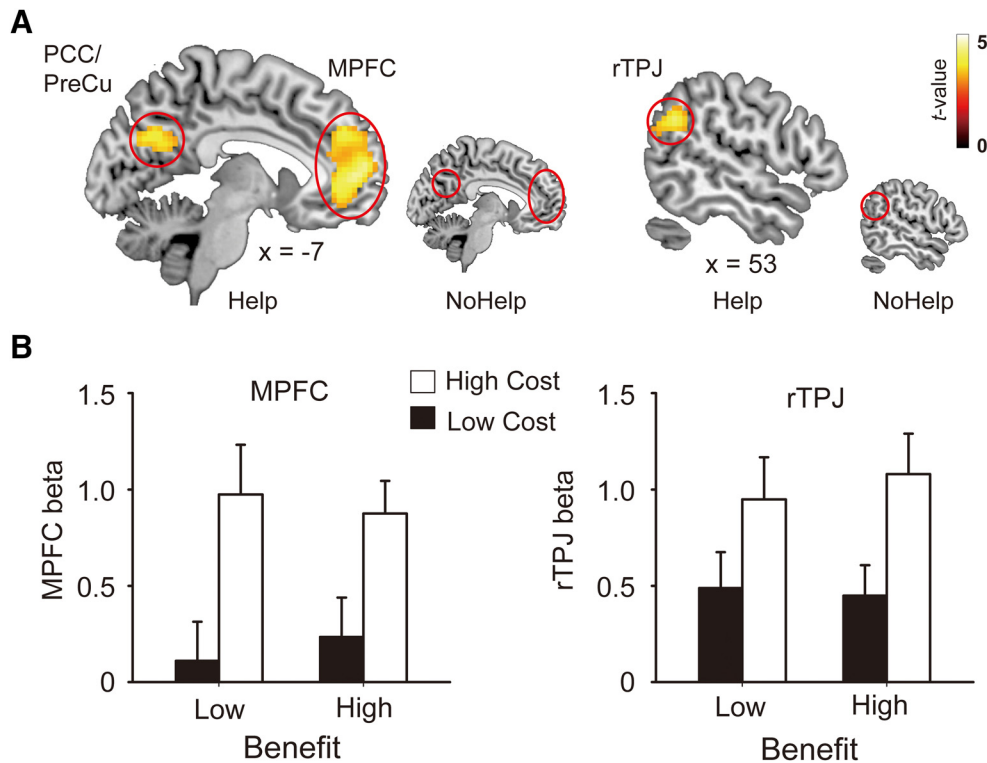 A
PCC/
PreCu
MPFC
rTPJ
5
t-value
0
x = -7
x = 53
Help
NoHelp
Help
NoHelp
B
MPFC
High Cost
Low Cost
rTPJ
1.5
1.0
0.5
0
MPFC beta
Low
High
Benefit
1.5
1.0
0.5
0
rTPJ beta
Low
High
Benefit